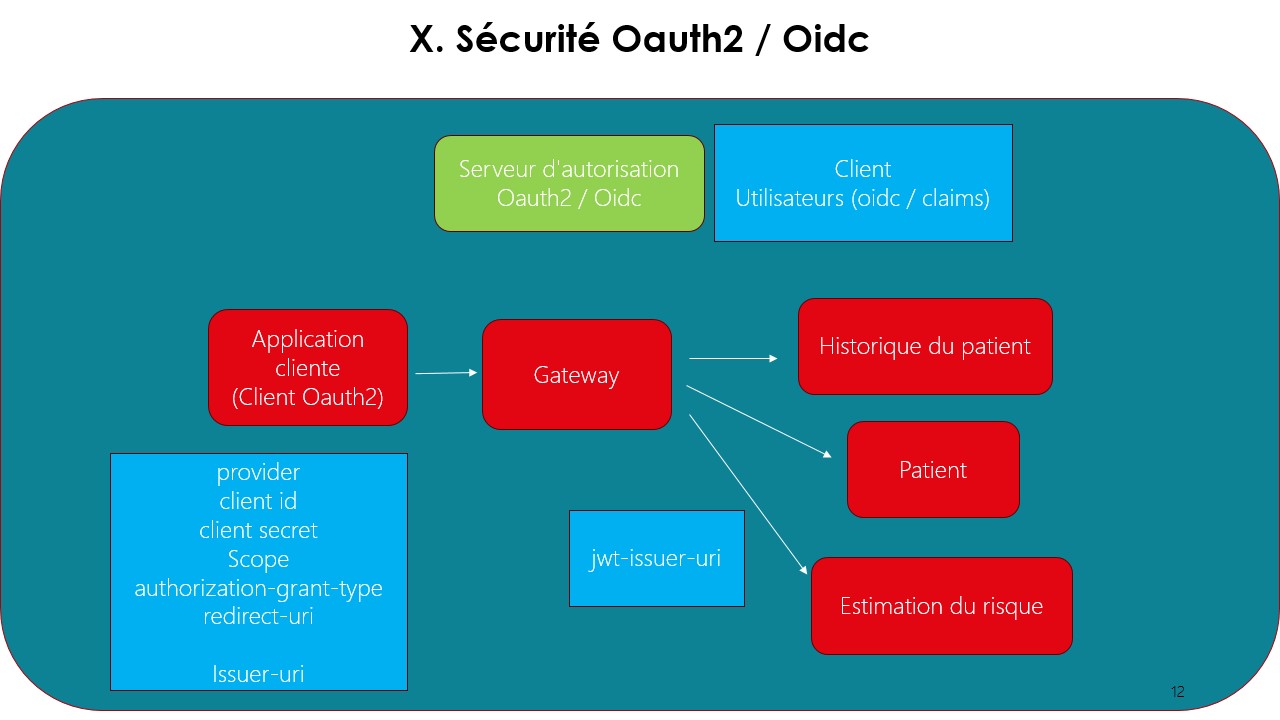 X. Sécurité Oauth2 / Oidc
Serveur d'autorisation
Oauth2 / Oidc
Client
Utilisateurs (oidc / claims)
Application
cliente
(Client Oauth2)
Gateway
Historique du patient
Patient
provider
client id
client secret
Scope
authorization-grant-type
redirect-uri
Issuer-uri
jwt-issuer-uri
Estimation du risque
12